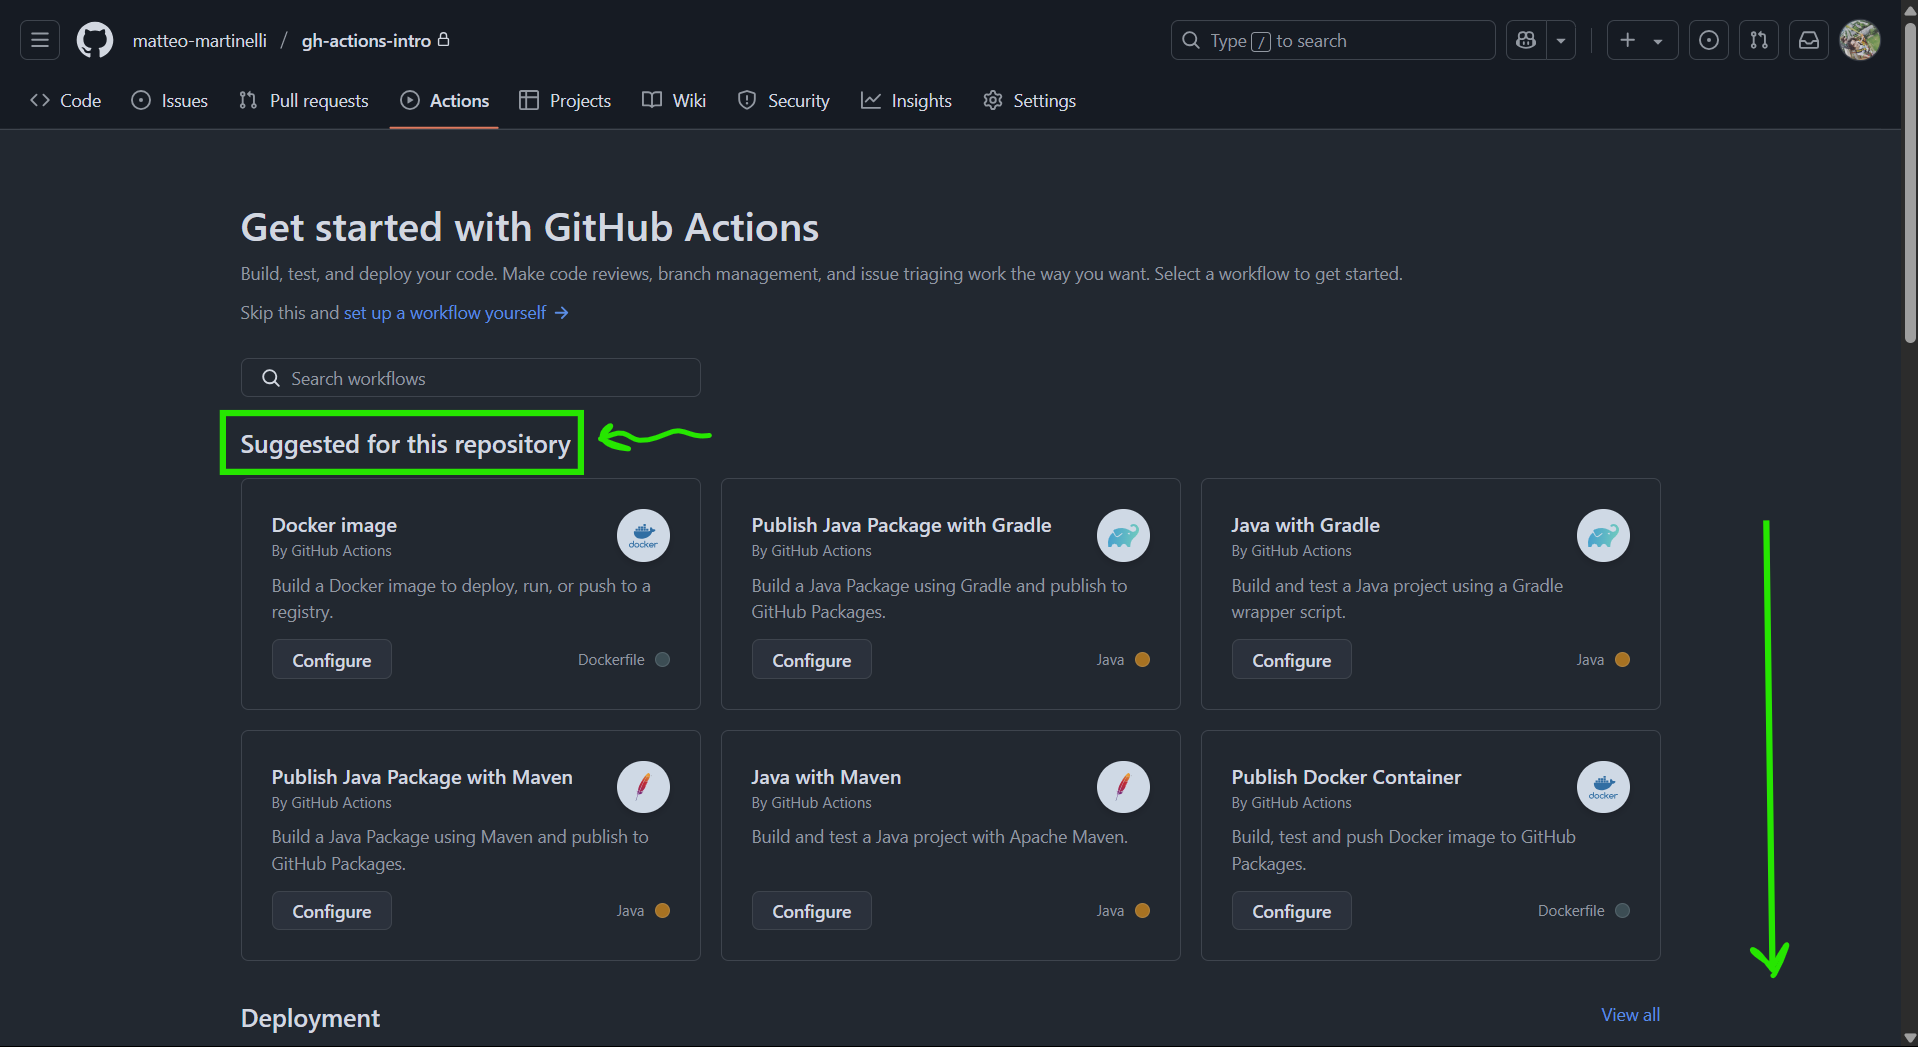 matteo-martinelli / gh-actions-intro
Type / to search
Code
Issues
Pull requests
Actions
Projects
Wiki
Security
Insights
Settings
Get started with GitHub Actions
Build, test, and deploy your code. Make code reviews, branch management, and issue triaging work the way you want. Select a workflow to get started.
Skip this and set up a workflow yourself →
Search workflows
Suggested for this repository
Docker image
By GitHub Actions
docker
Build a Docker image to deploy, run, or push to a
registry.
Configure
Dockerfile
Publish Java Package with Gradle
By GitHub Actions
Build a Java Package using Gradle and publish to
GitHub Packages.
Configure
Java
Java with Gradle
By GitHub Actions
Build and test a Java project using a Gradle
wrapper script.
Configure
Java
Publish Java Package with Maven
By GitHub Actions
Build a Java Package using Maven and publish to
GitHub Packages.
Configure
Java
Java with Maven
By GitHub Actions
Build and test a Java project with Apache Maven.
Configure
Java
Publish Docker Container
By GitHub Actions
docker
Build, test and push Docker image to GitHub
Packages.
Configure
Dockerfile
Deployment
View all